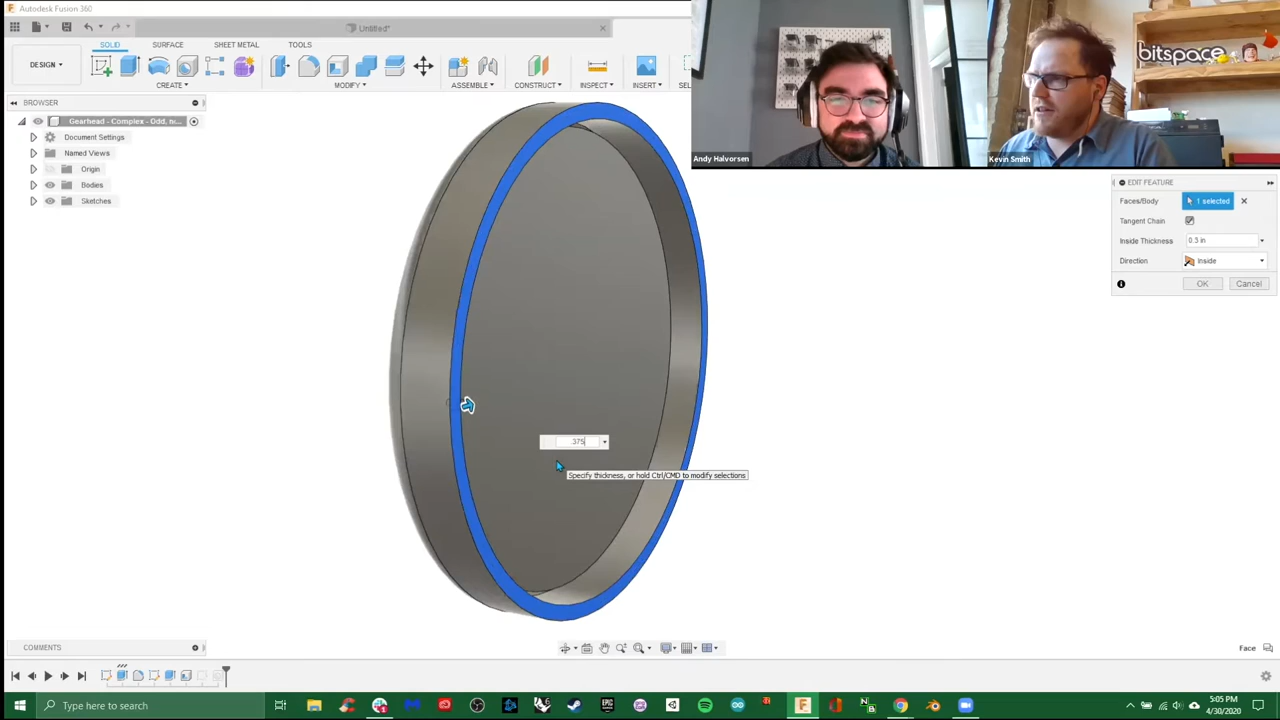 Autodesk Fusion 360
Untitled*
DESIGN
SOLID SURFACE SHEET METAL TOOLS
CREATE MODIFY ASSEMBLE CONSTRUCT INSPECT INSERT SEL
BROWSER
Gearhead - Complex - Odd, n...
Document Settings
Named Views
Origin
Bodies
Sketches
bitspace
Andy Halvorsen
Kevin Smith
EDIT FEATURE
Faces/Body 1 selected
Tangent Chain
Inside Thickness 0.5 in
Direction Inside
OK Cancel
.375
Specify thickness, or hold Ctrl/CMD to modify selections
COMMENTS
Face
Type here to search
EPIC
GAMES
5:05 PM
4/30/2020